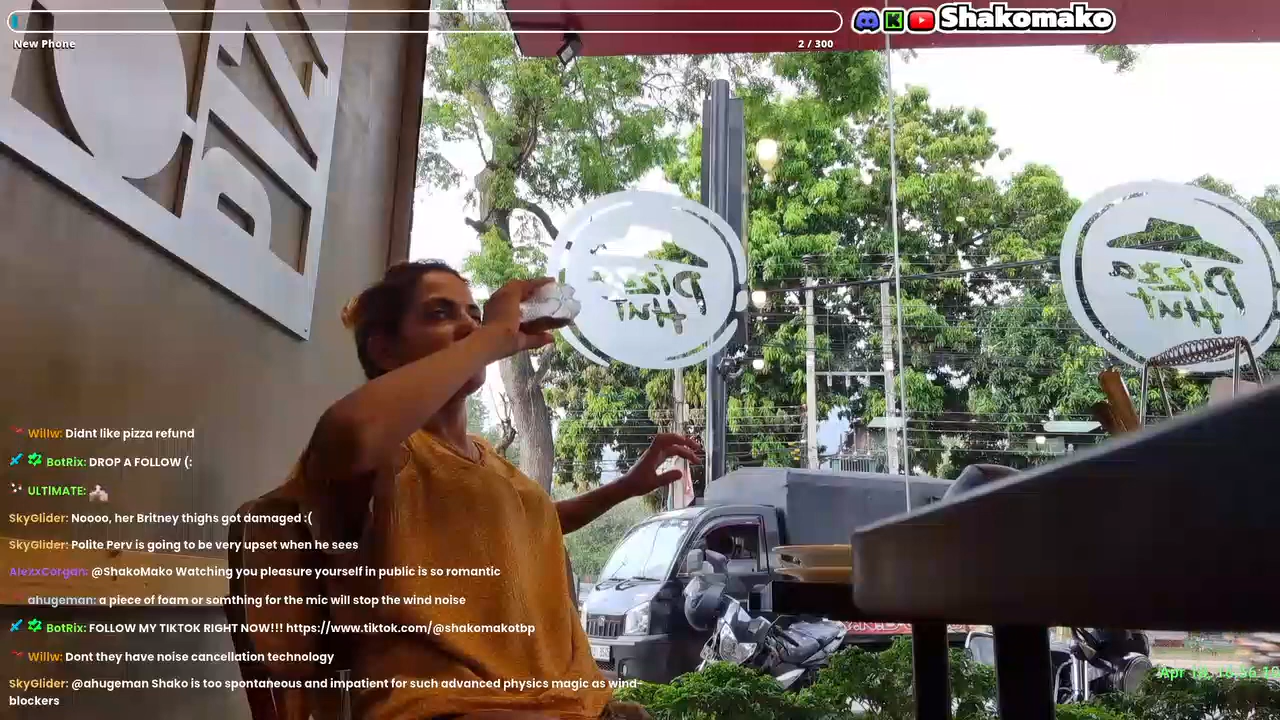 New Phone
2 / 300
Shakomako
PIZZ
Pizza
Hut
Pizza
Hut
Willw: Didnt like pizza refund
BotRix: DROP A FOLLOW (:
ULTIMATE:
SkyGlider: Noooo, her Britney thighs got damaged :(
SkyGlider: Polite Perv is going to be very upset when he sees
AlexxCorgan: @ShakoMako Watching you pleasure yourself in public is so romantic
ahugeman: a piece of foam or somthing for the mic will stop the wind noise
BotRix: FOLLOW MY TIKTOK RIGHT NOW!!! https://www.tiktok.com/@shakomakotbp
Willw: Dont they have noise cancellation technology
SkyGlider: @ahugeman Shako is too spontaneous and impatient for such advanced physics magic as wind-
blockers